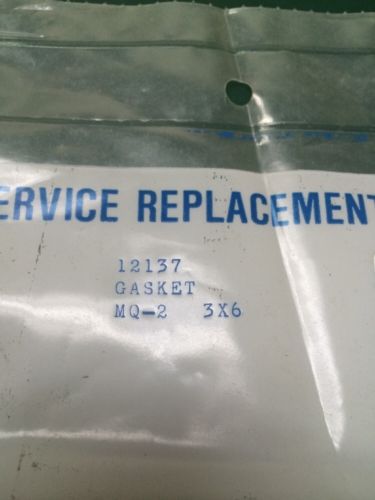 ERVICE REPLACEMENT
12137
GASKET
MQ-2 3X6